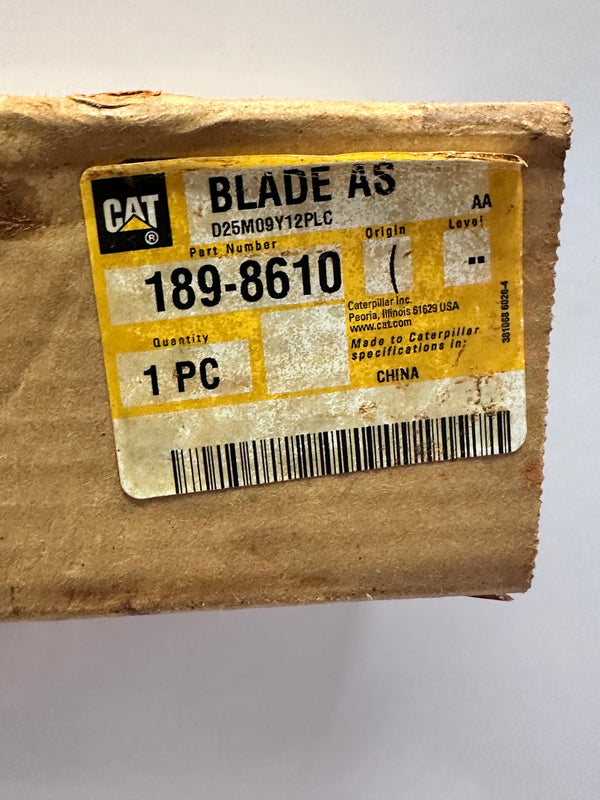 CAT
®
BLADE AS
D25M09Y12PLC
AA
Part Number
Origin
Level
189-8610
(
--
Caterpillar Inc.
Peoria, Illinois 61629 USA
www.cat.com
Made to Caterpillar
specifications in:
CHINA
Quantity
1 PC
381068 6026-4